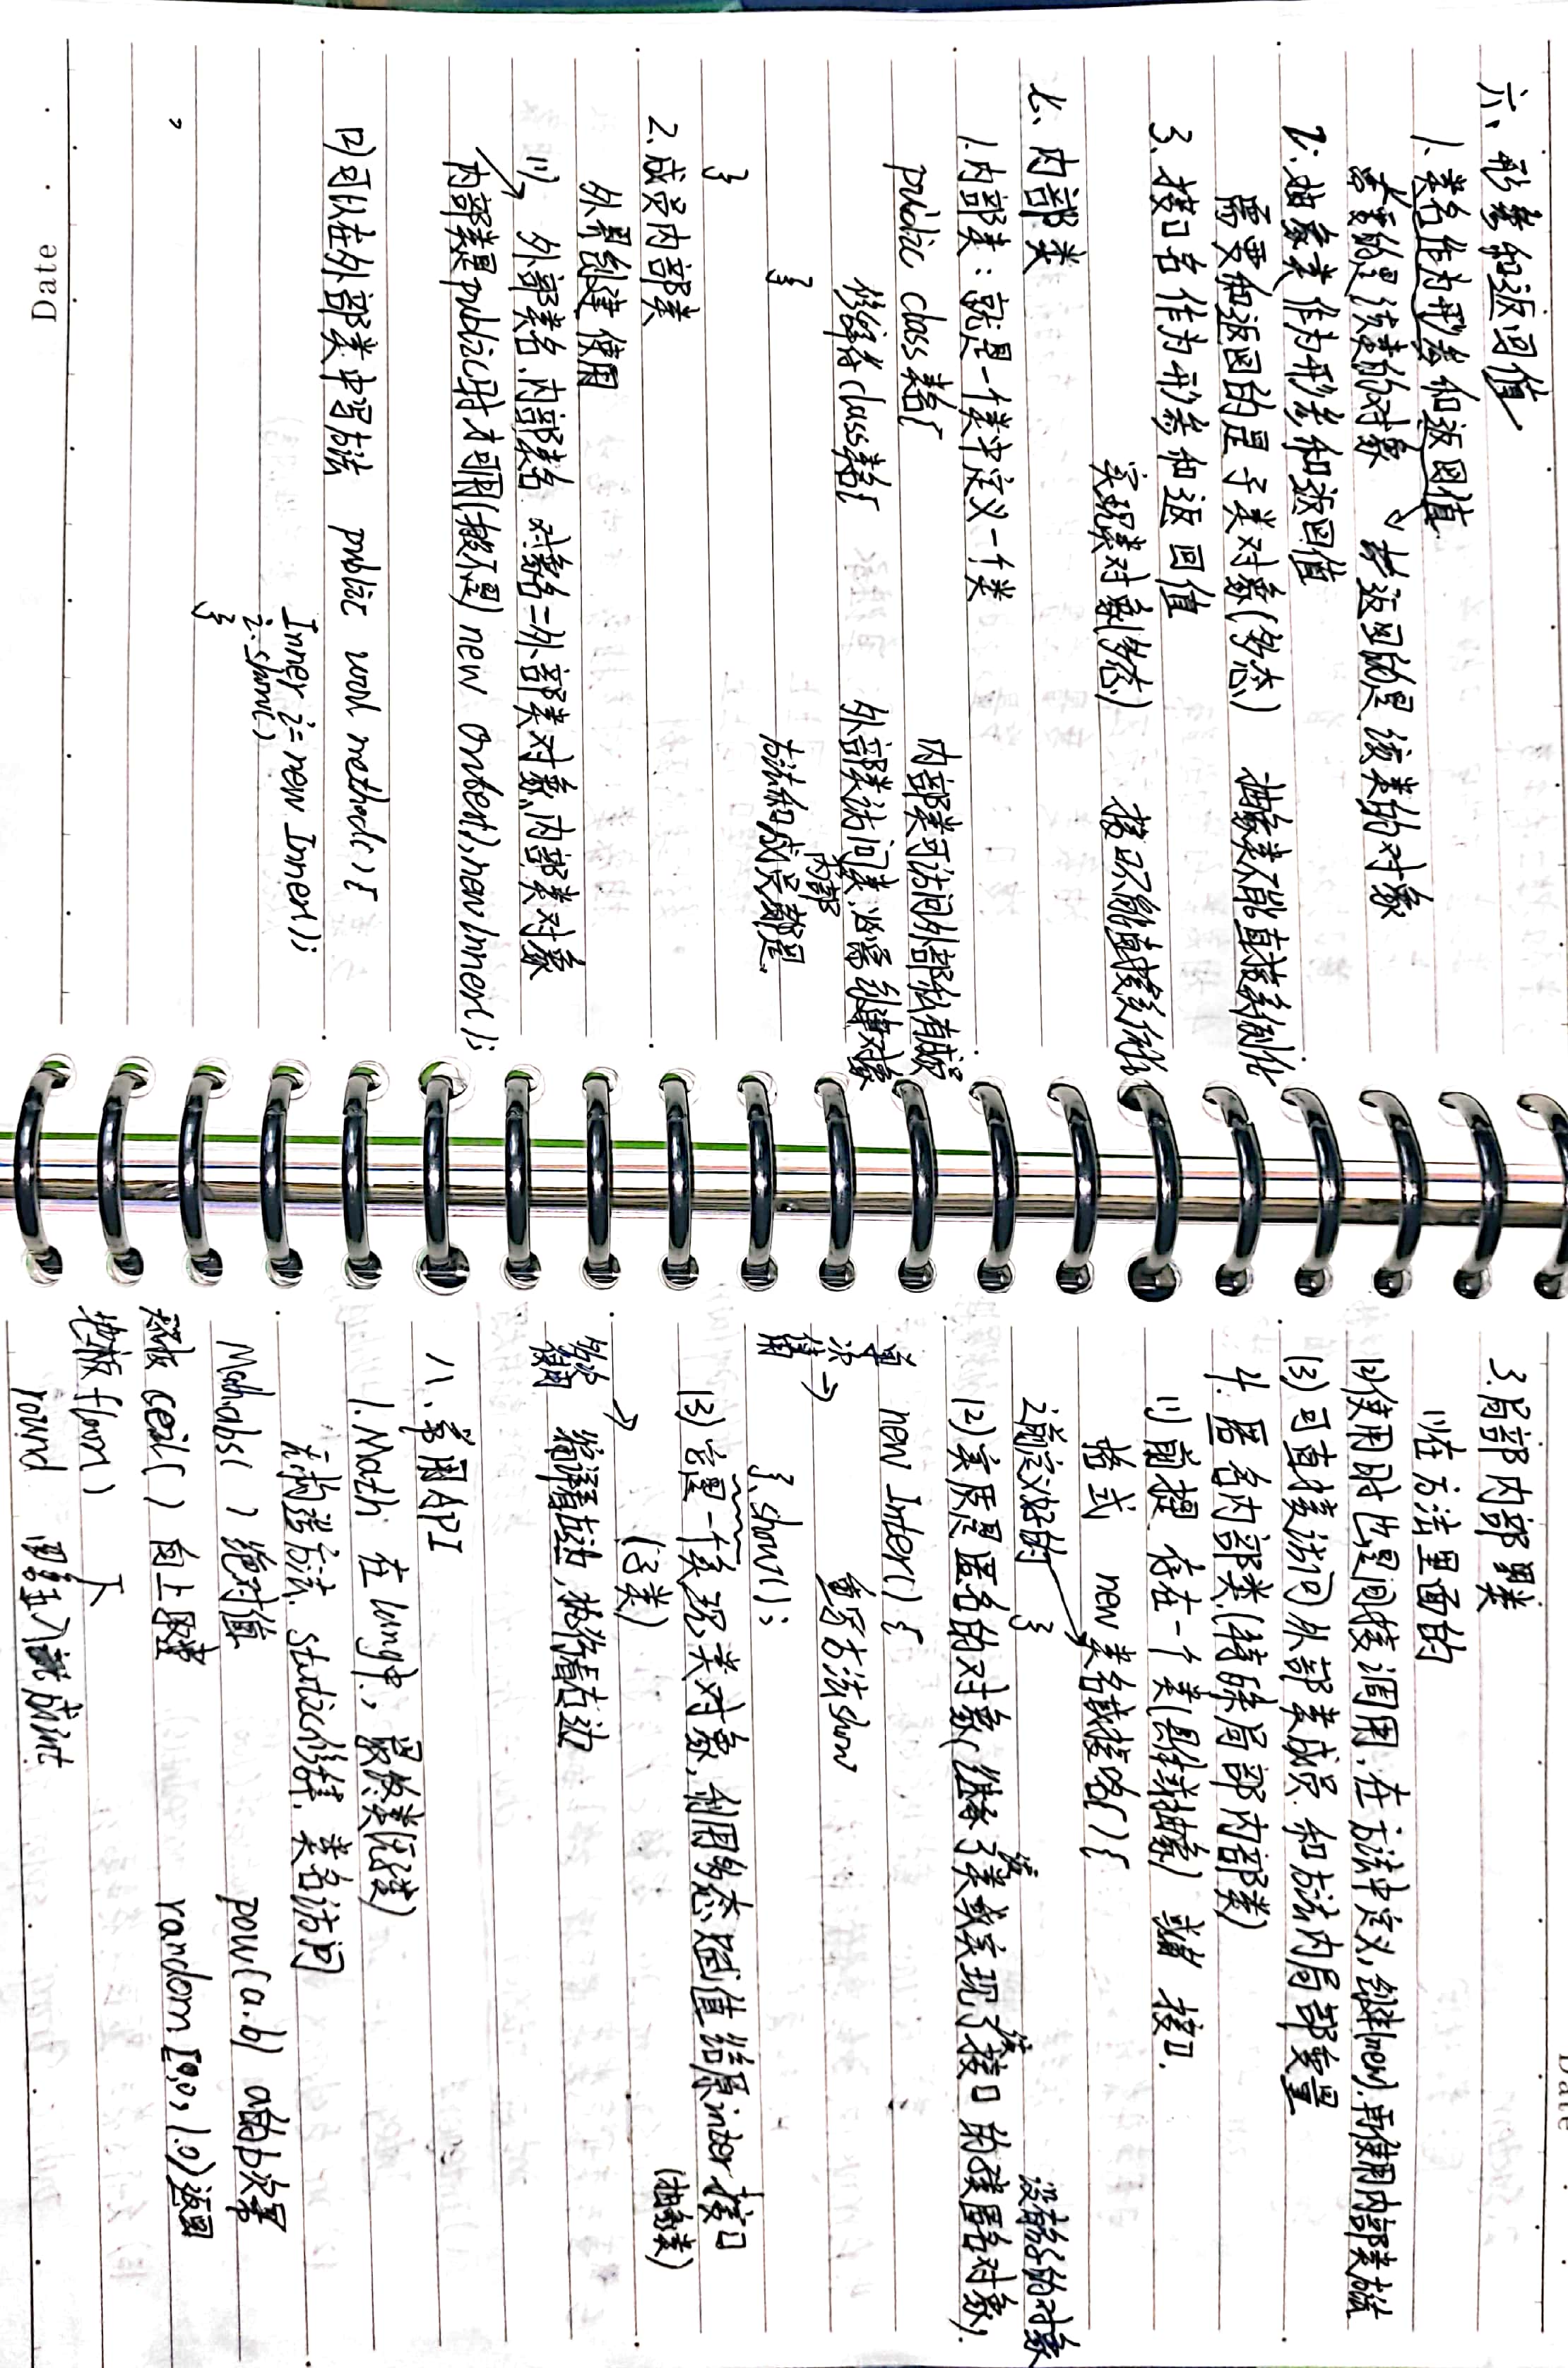 六、形参和返回值
1. 类名作为形参和返回值.
需要的是该类的对象 返回的是该类的对象
2. 抽象类作为形参和返回值
需要和返回的是子类对象(多态) 抽象类不能直接实例化
3. 接口名作为形参和返回值
实现类对象(多态) 接口不能直接实例化
七、内部类
1.内部类:就是一个类中定义一个类
public class 类名{ 内部类可访问外部私有成员
修饰符 class 类名{ 外部类访问内部类,必需创建对象
} 方法和成员都是.
}
2. 成员内部类
外界创建使用
(1) 外部类名.内部类名 对象名=外部类对象.内部类对象
内部类是public时才可用(一般不是) new Outer().new Inner();
(2)可以在外部类中写方法 public void method(){
Inner i = new Inner();
i.show()
}
Date
Date
3.局部内部类
(1)在方法里面的
(2)使用时也是间接调用,在方法中定义,创建(new),再使用内部类方法
(3)可直接访问外部类成员和方法内局部变量
4. 匿名内部类(特殊局部内部类)
(1)前提 存在一个类(具体或抽象) 或者 接口.
格式 new 类名或接口名(){
之前定义好的 } 没有名子的对象
(2)实质是匿名的对象(继承了该类或实现了该接口的子类匿名对象).
单次使用 → new Inter() {
重写方法show
}.show();
(3)它是一个实现类对象,利用多态赋值给原inter接口
(子类) (抽象类)
多次使用 → 编译看左边,执行看右边
八、常用API
1.Math 在lang中, 最终类(无子类)
无构造方法. static修饰, 类名访问
Math.abs( ) 绝对值 pow(a.b) a的b次幂
天花板 ceil( ) 向上取整 random [0.0, 1.0)返回
地板 floor( ) 下
round 四舍五入 成int